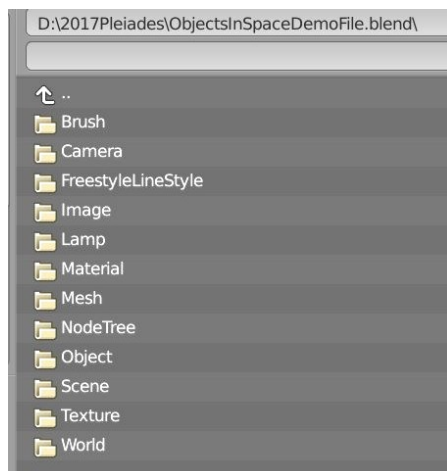 D:\2017Pleiades\ObjectsInSpaceDemoFile.blend\
..
Brush
Camera
FreestyleLineStyle
Image
Lamp
Material
Mesh
NodeTree
Object
Scene
Texture
World